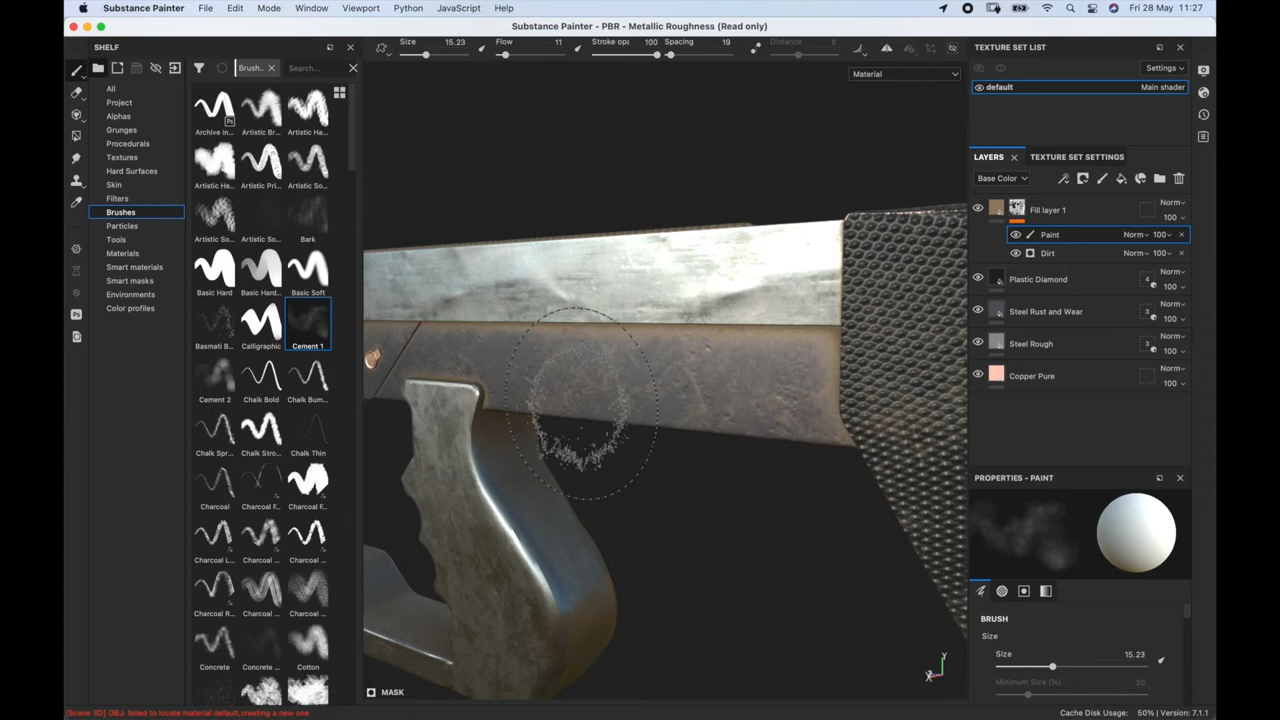 Substance Painter File Edit Mode Window Viewport Python JavaScript Help Fri 28 May 11:27
Substance Painter - PBR - Metallic Roughness (Read only)
SHELF
Size 15.23 Flow 11 Stroke opa 100 Spacing 19 Distance 8
Brush.. Search...
Material
All
Project
Alphas
Grunges
Procedurals
Textures
Hard Surfaces
Skin
Filters
Brushes
Particles
Tools
Materials
Smart materials
Smart masks
Environments
Color profiles
Ps
Ps
Archive In... Artistic Br... Artistic Ha...
Artistic He... Artistic Pri... Artistic So...
Artistic So... Artistic So... Bark
Basic Hard Basic Hard... Basic Soft
Basmati B... Calligraphic Cement 1
Cement 2 Chalk Bold Chalk Bum...
Chalk Spr... Chalk Stro... Chalk Thin
Charcoal Charcoal F... Charcoal F...
Charcoal L... Charcoal ... Charcoal ...
Charcoal R... Charcoal ... Charcoal ...
Concrete Concrete ... Cotton
MASK
Y
X
TEXTURE SET LIST
Settings
default Main shader
LAYERS TEXTURE SET SETTINGS
Base Color
Fill layer 1 Norm 100
Paint Norm 100
Dirt Norm 100
Plastic Diamond 4 Norm 100
Steel Rust and Wear 3 Norm 100
Steel Rough 3 Norm 100
Copper Pure Norm 100
PROPERTIES - PAINT
BRUSH
Size
Size 15.23
Minimum Size (%) 20
[Scene 3D] OBJ: failed to locate material default,creating a new one
Cache Disk Usage: 50% | Version: 7.1.1